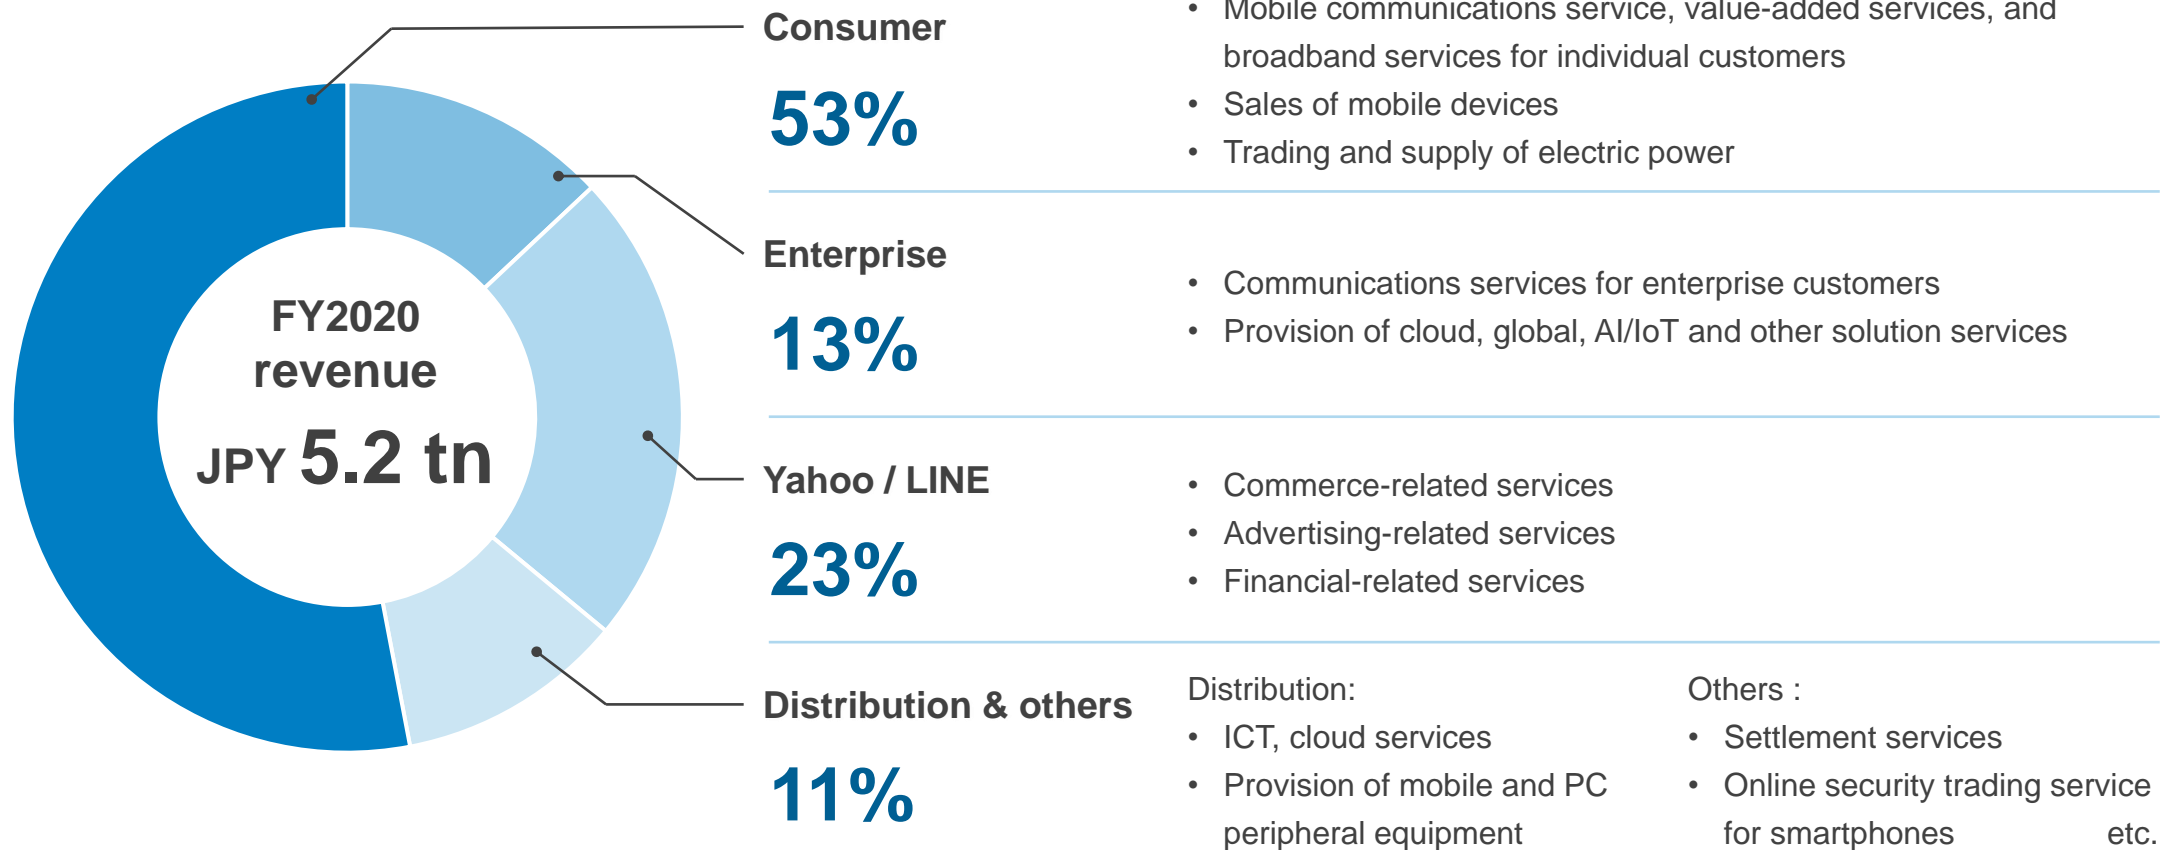 FY2020
revenue
JPY 5.2 tn
Consumer
53%
• Mobile communications service, value-added services, and
broadband services for individual customers
• Sales of mobile devices
• Trading and supply of electric power
Enterprise
13%
• Communications services for enterprise customers
• Provision of cloud, global, AI/IoT and other solution services
Yahoo / LINE
23%
• Commerce-related services
• Advertising-related services
• Financial-related services
Distribution & others
11%
Distribution:
• ICT, cloud services
• Provision of mobile and PC
peripheral equipment
Others :
• Settlement services
• Online security trading service
for smartphones etc.